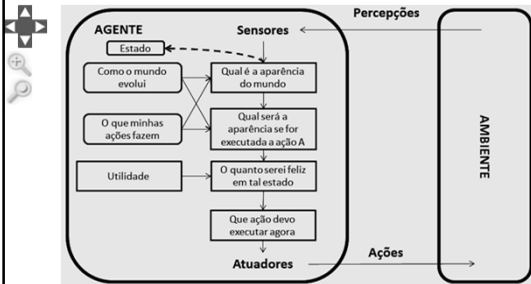 Percepções
AGENTE
Sensores
Estado
Como o mundo
evolui
Qual é a aparência
do mundo
O que minhas
ações fazem
Qual será a
aparência se for
executada a ação A
Utilidade
O quanto serei feliz
em tal estado
Que ação devo
executar agora
Atuadores
Ações
AMBIENTE